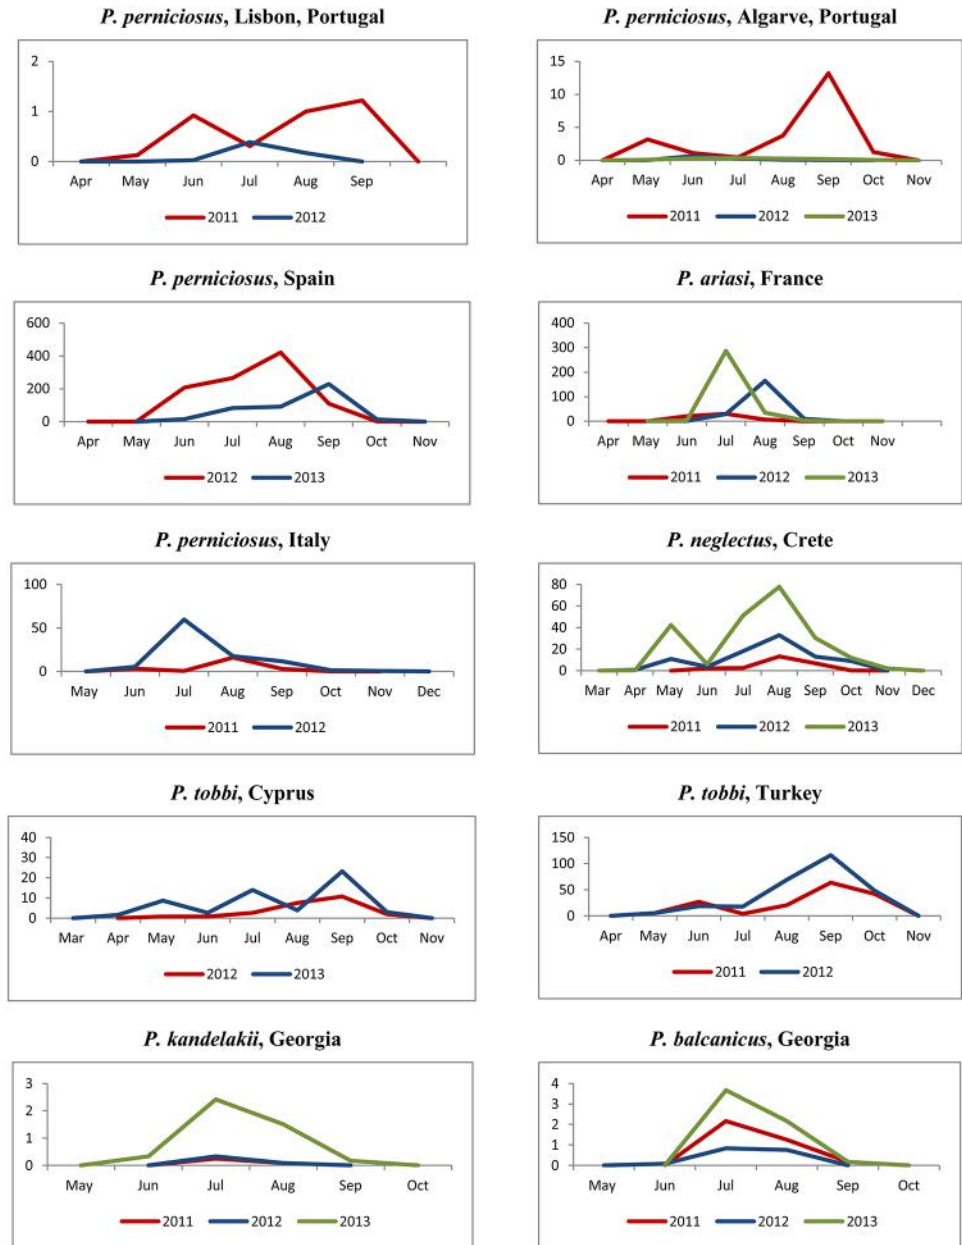 P. perniciosus, Lisbon, Portugal
2
1
0
Apr May Jun Jul Aug Sep
2011 2012
P. perniciosus, Algarve, Portugal
15
10
5
0
Apr May Jun Jul Aug Sep Oct Nov
2011 2012 2013
P. perniciosus, Spain
600
400
200
0
Apr May Jun Jul Aug Sep Oct Nov
2012 2013
P. ariasi, France
400
300
200
100
0
Apr May Jun Jul Aug Sep Oct Nov
2011 2012 2013
P. perniciosus, Italy
100
50
0
May Jun Jul Aug Sep Oct Nov Dec
2011 2012
P. neglectus, Crete
80
60
40
20
0
Mar Apr May Jun Jul Aug Sep Oct Nov Dec
2011 2012 2013
P. tobbi, Cyprus
40
30
20
10
0
Mar Apr May Jun Jul Aug Sep Oct Nov
2012 2013
P. tobbi, Turkey
150
100
50
0
Apr May Jun Jul Aug Sep Oct Nov
2011 2012
P. kandelakii, Georgia
3
2
1
0
May Jun Jul Aug Sep Oct
2011 2012 2013
P. balcanicus, Georgia
4
3
2
1
0
May Jun Jul Aug Sep Oct
2011 2012 2013